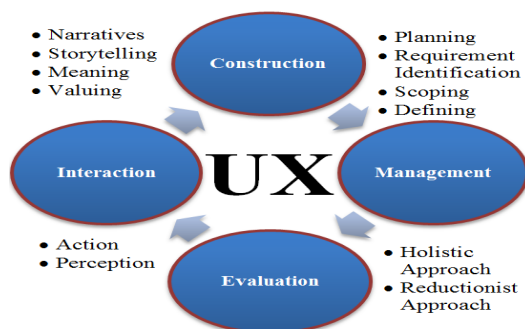 • Narratives
• Storytelling
• Meaning
• Valuing
Construction
• Planning
• Requirement
Identification
• Scoping
• Defining
Interaction
UX
Management
• Action
• Perception
Evaluation
• Holistic
Approach
• Reductionist
Approach